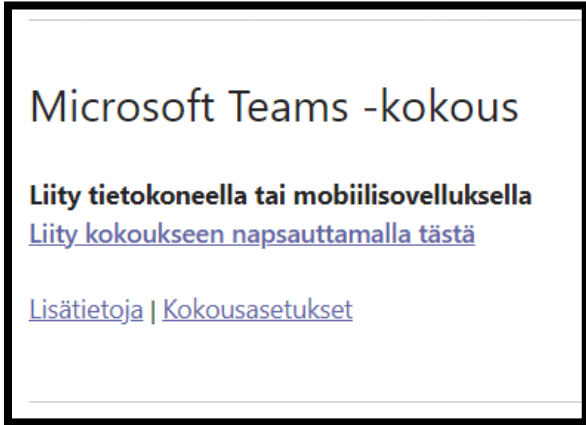 Microsoft Teams -kokous
Liity tietokoneella tai mobiilisovelluksella
Liity kokoukseen napsauttamalla tästä
Lisätietoja | Kokousasetukset